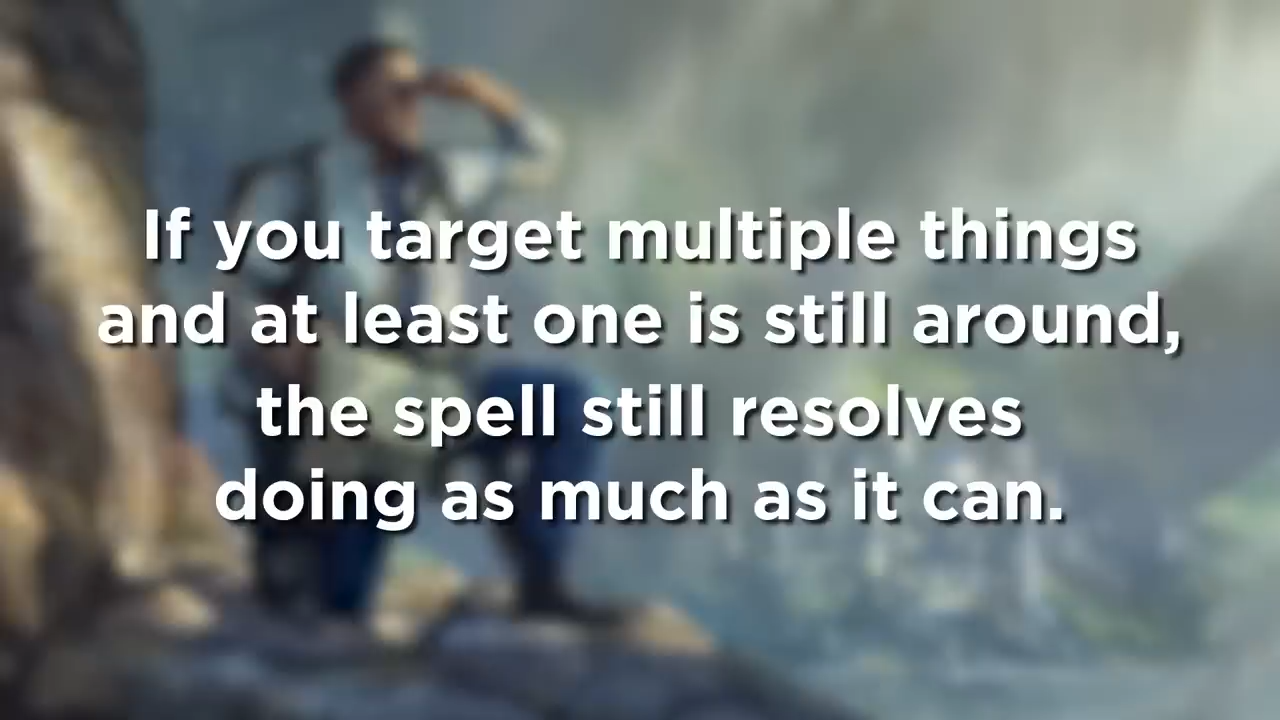 If you target multiple things
and at least one is still around,
the spell still resolves
doing as much as it can.